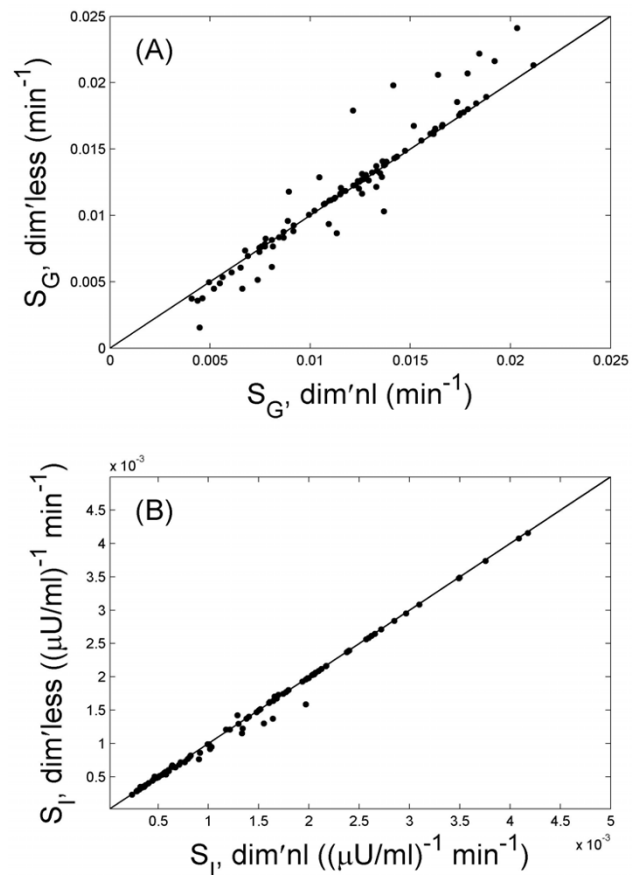 (A)
0.025
0.02
0.015
0.01
0.005
0
S_G, dim'less (min^-1)
0 0.005 0.01 0.015 0.02 0.025
S_G, dim'nl (min^-1)
x 10^-3
(B)
4.5
4
3.5
3
2.5
2
1.5
1
0.5
S_I, dim'less ((μU/ml)^-1 min^-1)
0.5 1 1.5 2 2.5 3 3.5 4 4.5 5
x 10^-3
S_I, dim'nl ((μU/ml)^-1 min^-1)